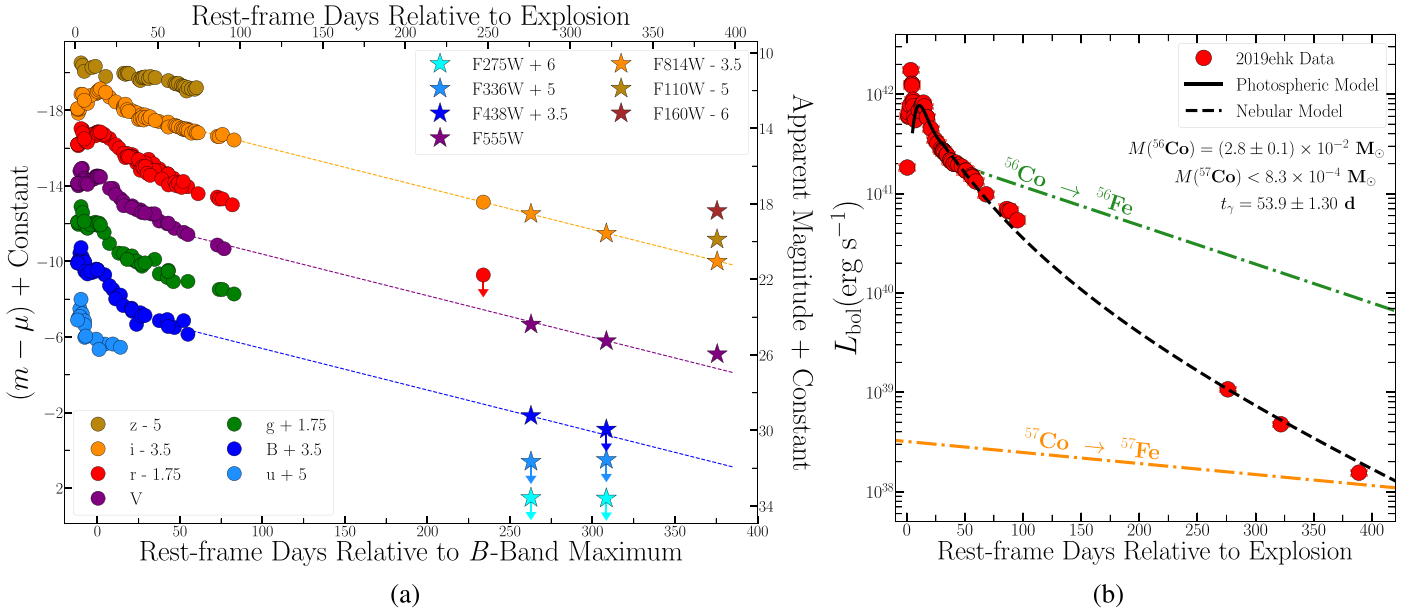 Rest-frame Days Relative to Explosion
0 50 100 150 200 250 300 350 400
(m − μ) + Constant
−18
−14
−10
−6
−2
2
F275W + 6
F336W + 5
F438W + 3.5
F555W
F814W - 3.5
F110W - 5
F160W - 6
z - 5
i - 3.5
r - 1.75
V
g + 1.75
B + 3.5
u + 5
10
14
18
22
26
30
34
Apparent Magnitude + Constant
0 50 100 150 200 250 300 350 400
Rest-frame Days Relative to B-Band Maximum
(a)
L_bol(erg s⁻¹)
10⁴²
10⁴¹
10⁴⁰
10³⁹
10³⁸
2019ehk Data
Photospheric Model
Nebular Model
M(⁵⁶Co) = (2.8 ± 0.1) × 10⁻² M⊙
M(⁵⁷Co) < 8.3 × 10⁻⁴ M⊙
t_γ = 53.9 ± 1.30 d
⁵⁶Co → ⁵⁶Fe
⁵⁷Co → ⁵⁷Fe
0 25 50 75 100 150 200 250 300 350 400
Rest-frame Days Relative to Explosion
(b)